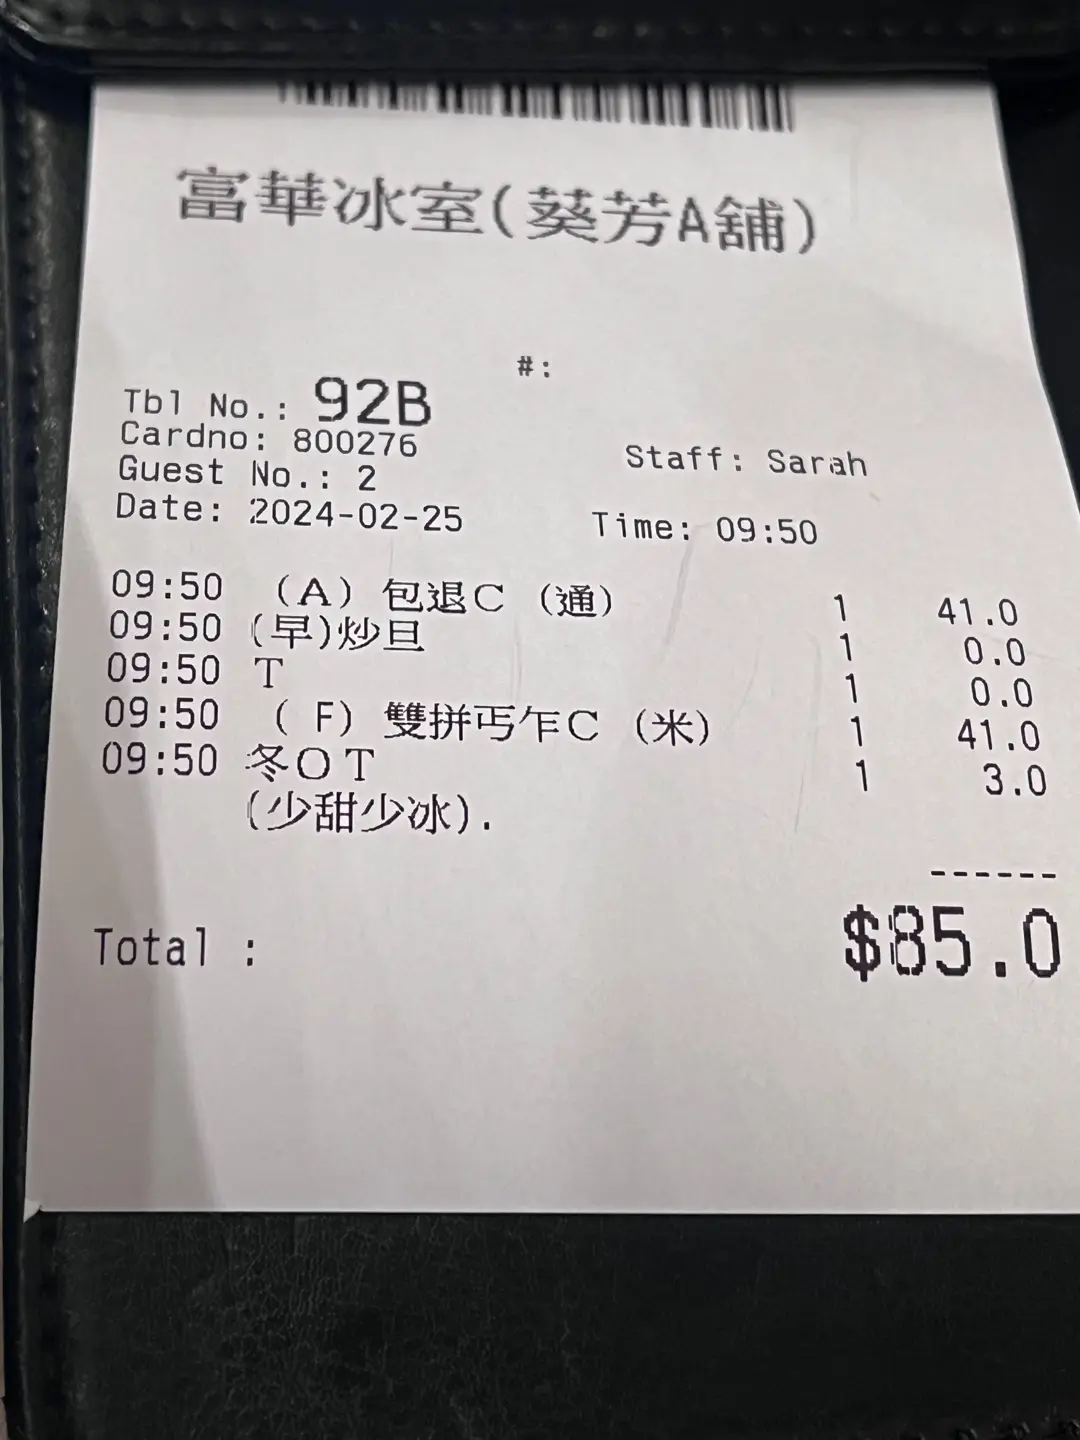 富華冰室(葵芳A舖)
#:
Tbl No.: 92B
Cardno: 800276
Staff: Sarah
Guest No.: 2
Date: 2024-02-25 Time: 09:50
09:50 (A) 包退C (通) 1 41.0
09:50 (早)炒旦 1 0.0
09:50 T 1 0.0
09:50 ( F) 雙拼丐乍C (米) 1 41.0
09:50 冬O T 1 3.0
(少甜少冰).
------
Total : $85.0